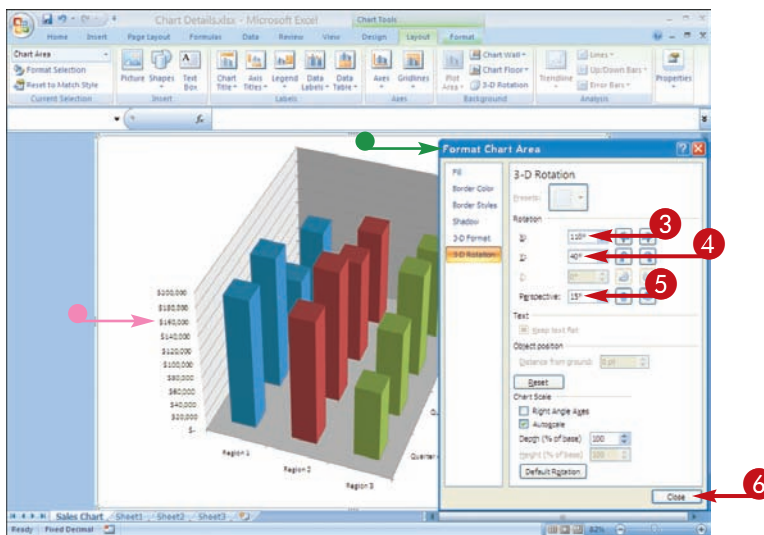 Chart Details.xlsx - Microsoft Excel
Chart Tools
Home Insert Page Layout Formulas Data Review View Design Layout Format
Chart Area
Format Selection
Reset to Match Style
Current Selection
Picture Shapes Text Box
Insert
Chart Title Axis Titles Legend Data Labels Data Table
Labels
Axes Gridlines
Axes
Plot Area
Chart Wall
Chart Floor
3-D Rotation
Background
Trendline
Lines
Up/Down Bars
Error Bars
Analysis
Properties
fx
Format Chart Area
Fill
Border Color
Border Styles
Shadow
3-D Format
3-D Rotation
3-D Rotation
Presets:
Rotation
X: 110°
Y: 40°
Z: 0°
Perspective: 15°
Text
Keep text flat
Object position
Distance from ground: 0 pt
Reset
Chart Scale
Right Angle Axes
Autoscale
Depth (% of base) 100
Height (% of base) 100
Default Rotation
Close
3
4
5
6
$200,000
$180,000
$160,000
$140,000
$120,000
$100,000
$80,000
$60,000
$40,000
$20,000
$-
Region 1
Region 2
Region 3
Quarter
Sales Chart Sheet1 Sheet2 Sheet3
Ready Fixed Decimal
82%